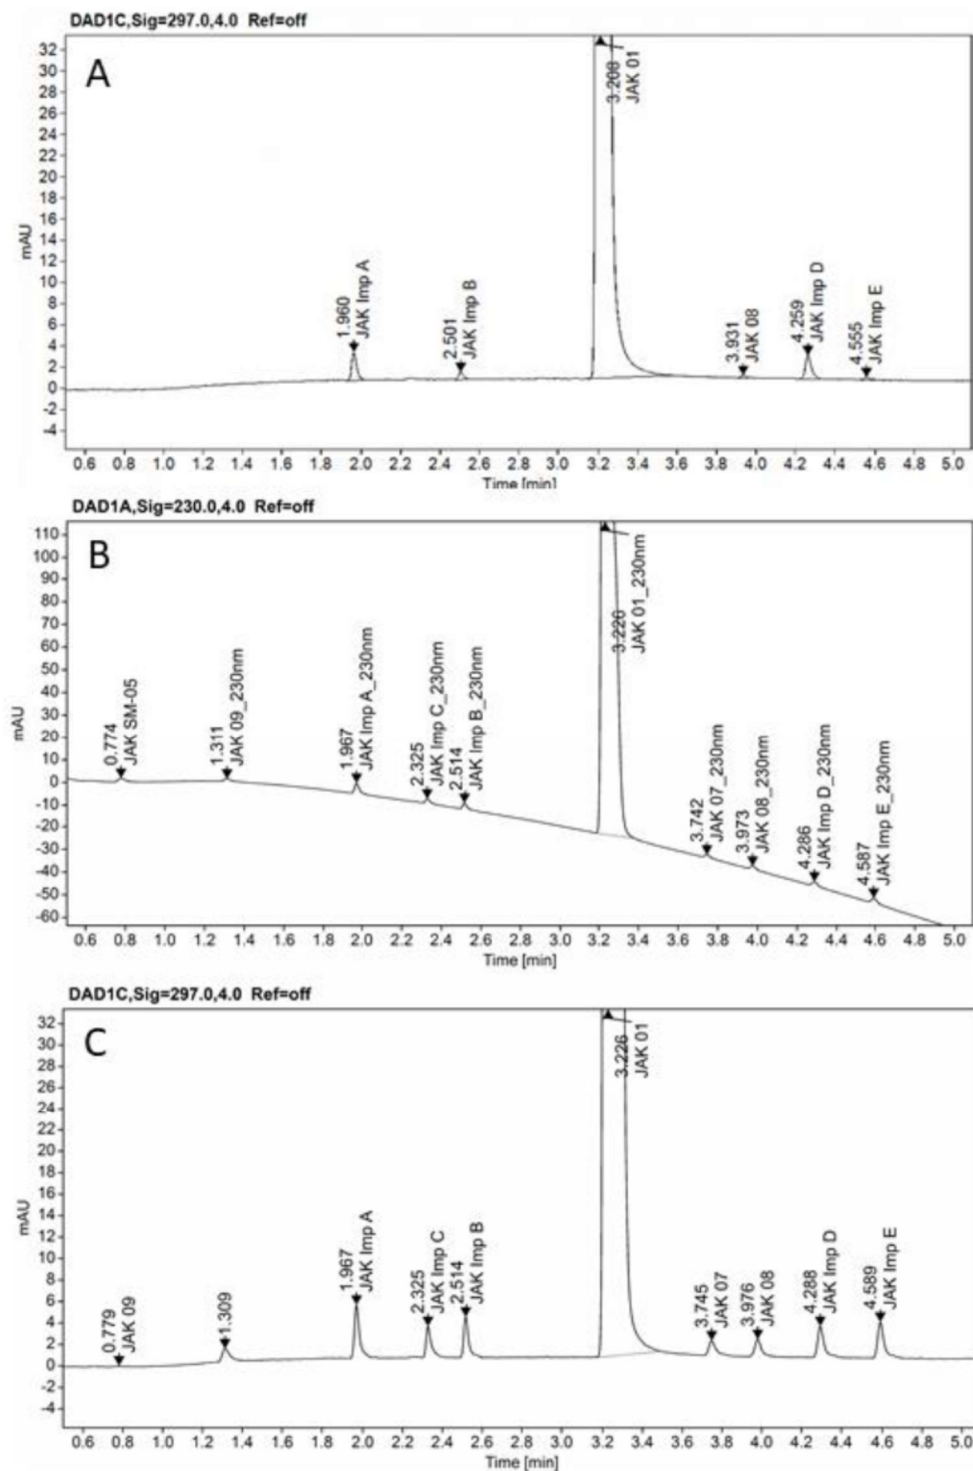 DAD1C,Sig=297.0,4.0 Ref=off
A
mAU
32
30
28
26
24
22
20
18
16
14
12
10
8
6
4
2
0
-2
-4
1.960
JAK Imp A
2.501
JAK Imp B
3.208
JAK 01
3.931
JAK 08
4.259
JAK Imp D
4.555
JAK Imp E
0.6 0.8 1.0 1.2 1.4 1.6 1.8 2.0 2.2 2.4 2.6 2.8 3.0 3.2 3.4 3.6 3.8 4.0 4.2 4.4 4.6 4.8 5.0
Time [min]
DAD1A,Sig=230.0,4.0 Ref=off
B
mAU
110
100
90
80
70
60
50
40
30
20
10
0
-10
-20
-30
-40
-50
-60
0.774
JAK SM-05
1.311
JAK 09_230nm
1.967
JAK Imp A_230nm
2.325
JAK Imp C_230nm
2.514
JAK Imp B_230nm
3.226
JAK 01_230nm
3.742
JAK 07_230nm
3.973
JAK 08_230nm
4.286
JAK Imp D_230nm
4.587
JAK Imp E_230nm
0.6 0.8 1.0 1.2 1.4 1.6 1.8 2.0 2.2 2.4 2.6 2.8 3.0 3.2 3.4 3.6 3.8 4.0 4.2 4.4 4.6 4.8 5.0
Time [min]
DAD1C,Sig=297.0,4.0 Ref=off
C
mAU
32
30
28
26
24
22
20
18
16
14
12
10
8
6
4
2
0
-2
-4
0.779
JAK 09
1.309
1.967
JAK Imp A
2.325
JAK Imp C
2.514
JAK Imp B
3.226
JAK 01
3.745
JAK 07
3.976
JAK 08
4.288
JAK Imp D
4.589
JAK Imp E
0.6 0.8 1.0 1.2 1.4 1.6 1.8 2.0 2.2 2.4 2.6 2.8 3.0 3.2 3.4 3.6 3.8 4.0 4.2 4.4 4.6 4.8 5.0
Time [min]